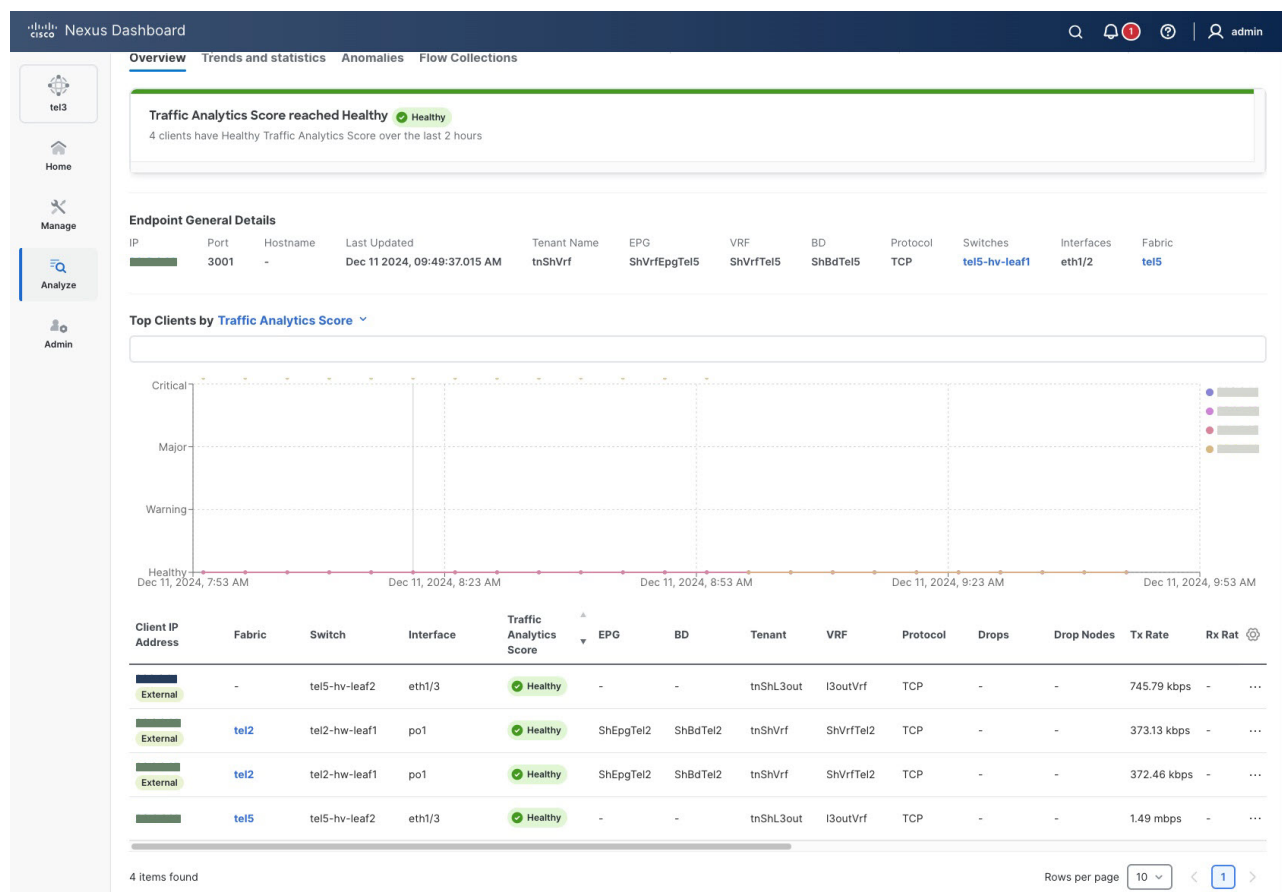 cisco Nexus Dashboard
1
admin
tel3
Home
Manage
Analyze
Admin
Overview Trends and statistics Anomalies Flow Collections
Traffic Analytics Score reached Healthy Healthy
4 clients have Healthy Traffic Analytics Score over the last 2 hours
Endpoint General Details
IP Port Hostname Last Updated Tenant Name EPG VRF BD Protocol Switches Interfaces Fabric
3001 - Dec 11 2024, 09:49:37.015 AM tnShVrf ShVrfEpgTel5 ShVrfTel5 ShBdTel5 TCP tel5-hv-leaf1 eth1/2 tel5
Top Clients by Traffic Analytics Score
Critical
Major
Warning
Healthy
Dec 11, 2024, 7:53 AM Dec 11, 2024, 8:23 AM Dec 11, 2024, 8:53 AM Dec 11, 2024, 9:23 AM Dec 11, 2024, 9:53 AM
Client IP Address Fabric Switch Interface Traffic Analytics Score EPG BD Tenant VRF Protocol Drops Drop Nodes Tx Rate Rx Rat
External - tel5-hv-leaf2 eth1/3 Healthy - - tnShL3out l3outVrf TCP - - 745.79 kbps - ...
External tel2 tel2-hw-leaf1 po1 Healthy ShEpgTel2 ShBdTel2 tnShVrf ShVrfTel2 TCP - - 373.13 kbps - ...
External tel2 tel2-hw-leaf1 po1 Healthy ShEpgTel2 ShBdTel2 tnShVrf ShVrfTel2 TCP - - 372.46 kbps - ...
tel5 tel5-hv-leaf2 eth1/3 Healthy - - tnShL3out l3outVrf TCP - - 1.49 mbps - ...
4 items found
Rows per page 10 1